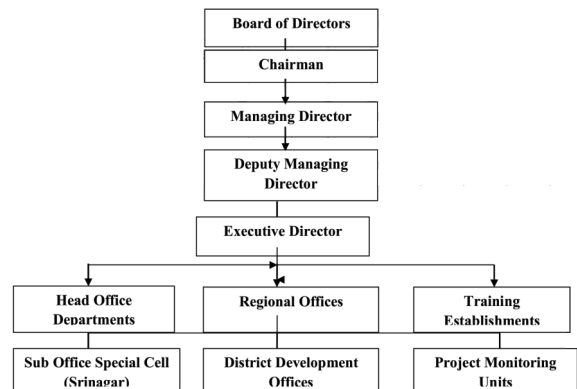 Board of Directors
Chairman
Managing Director
Deputy Managing
Director
Executive Director
Head Office
Departments
Regional Offices
Training
Establishments
Sub Office Special Cell
(Srinagar)
District Development
Offices
Project Monitoring
Units